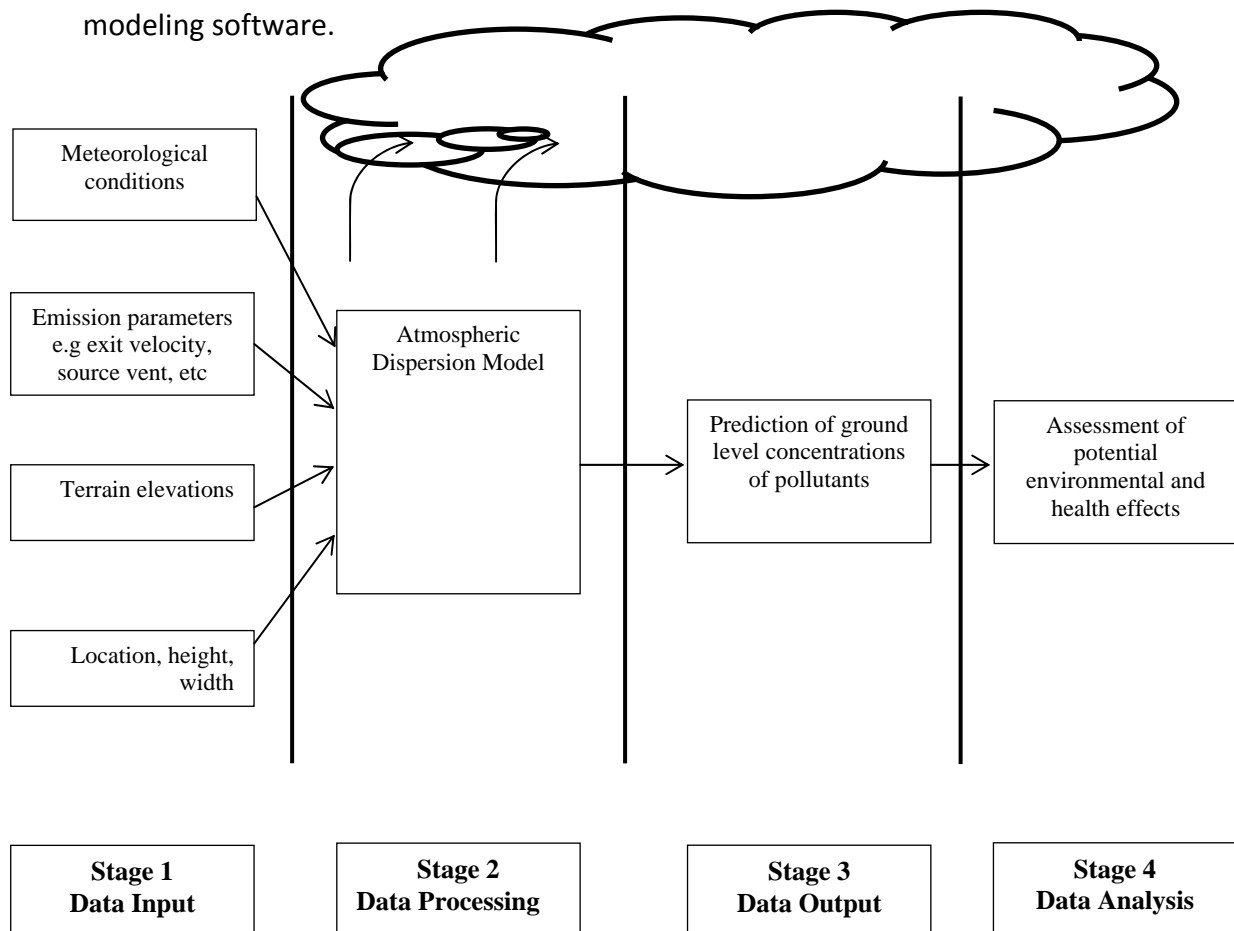 modeling software.
Meteorological
conditions
Emission parameters
e.g exit velocity,
source vent, etc
Terrain elevations
Location, height,
width
Atmospheric
Dispersion Model
Prediction of ground
level concentrations
of pollutants
Assessment of
potential
environmental and
health effects
Stage 1
Data Input
Stage 2
Data Processing
Stage 3
Data Output
Stage 4
Data Analysis